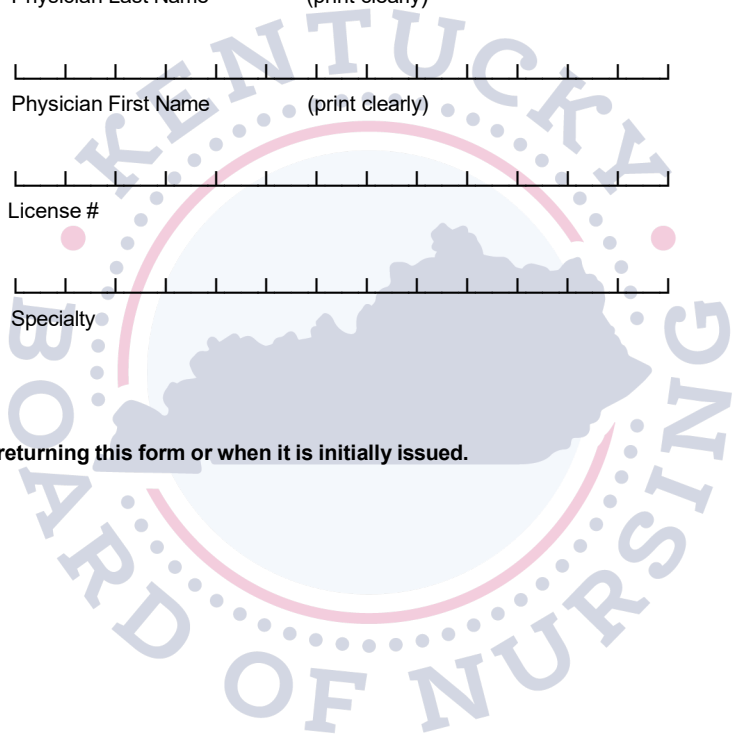 Physician Last Name (print clearly)
Physician First Name (print clearly)
License #
Specialty
returning this form or when it is initially issued.
KENTUCKY
BOARD OF NURSING